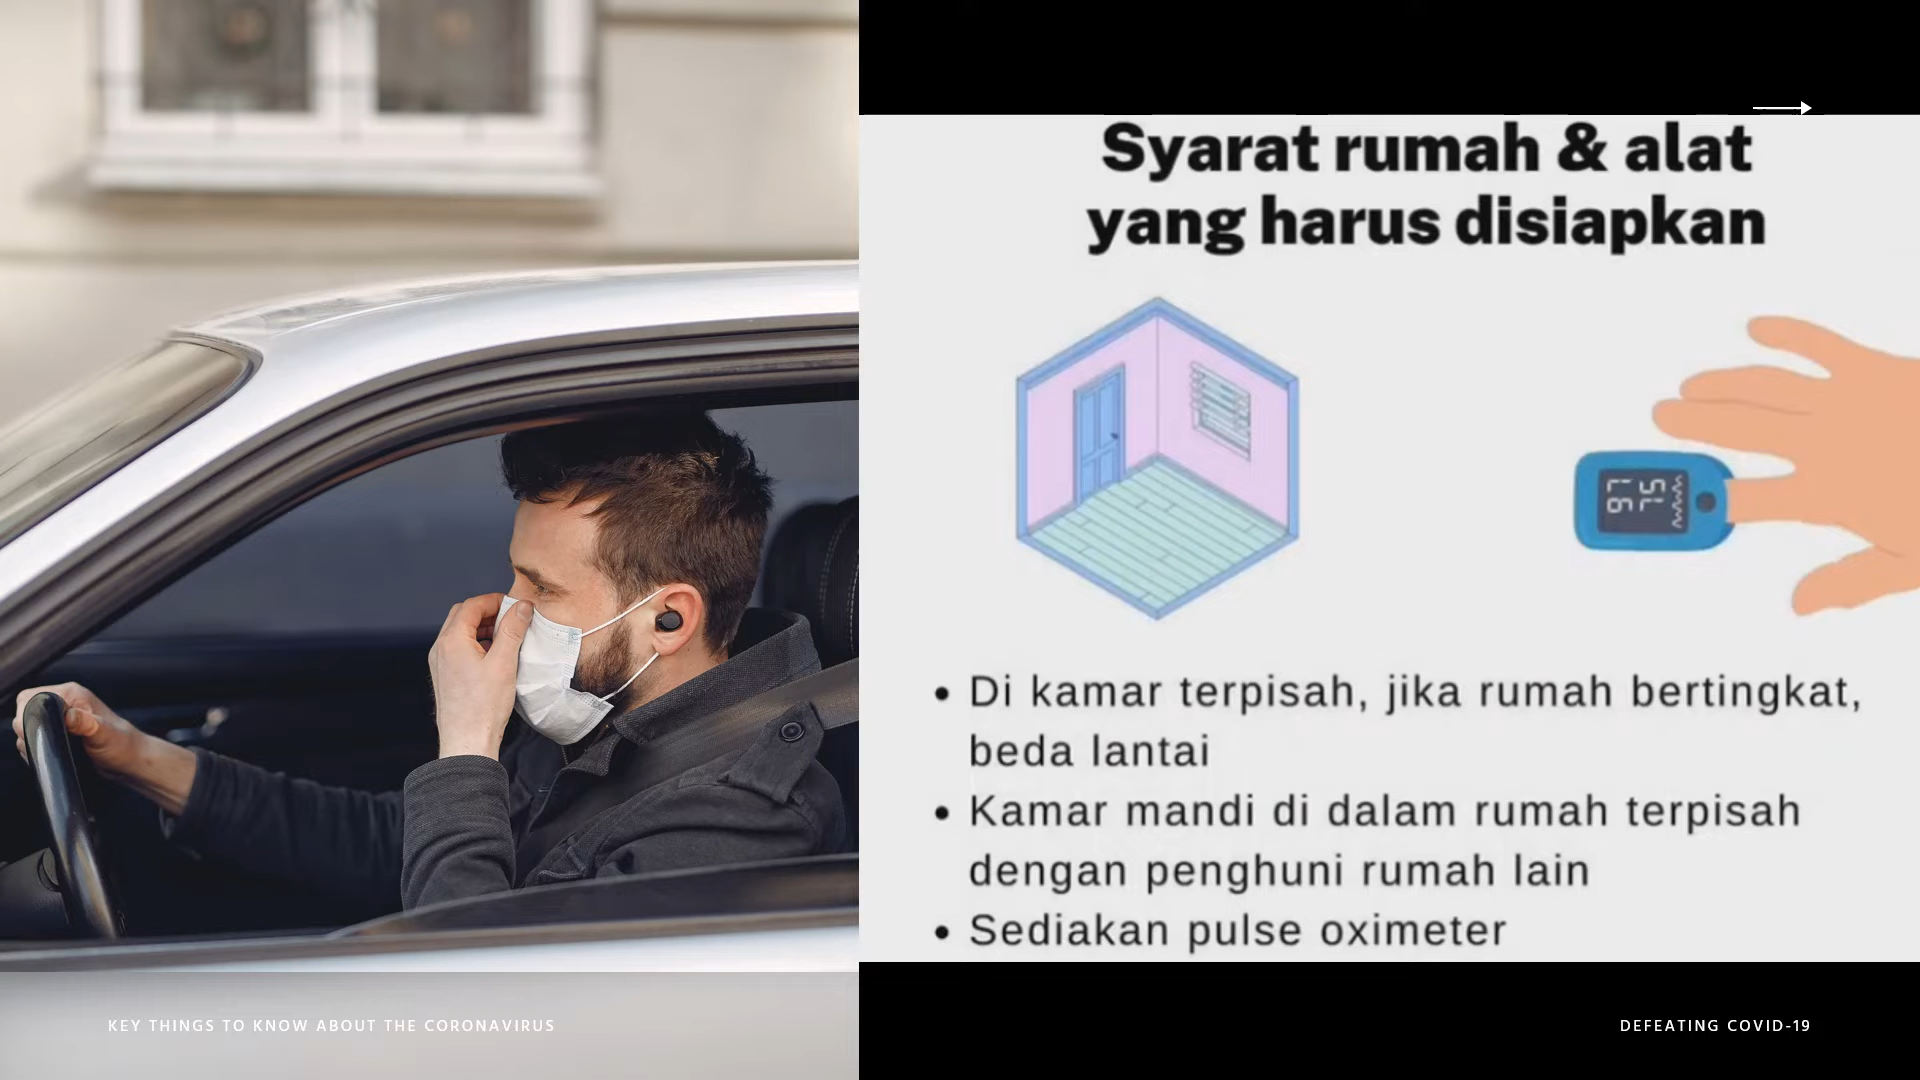 Syarat rumah & alat
yang harus disiapkan
• Di kamar terpisah, jika rumah bertingkat,
beda lantai
• Kamar mandi di dalam rumah terpisah
dengan penghuni rumah lain
• Sediakan pulse oximeter
KEY THINGS TO KNOW ABOUT THE CORONAVIRUS
DEFEATING COVID-19